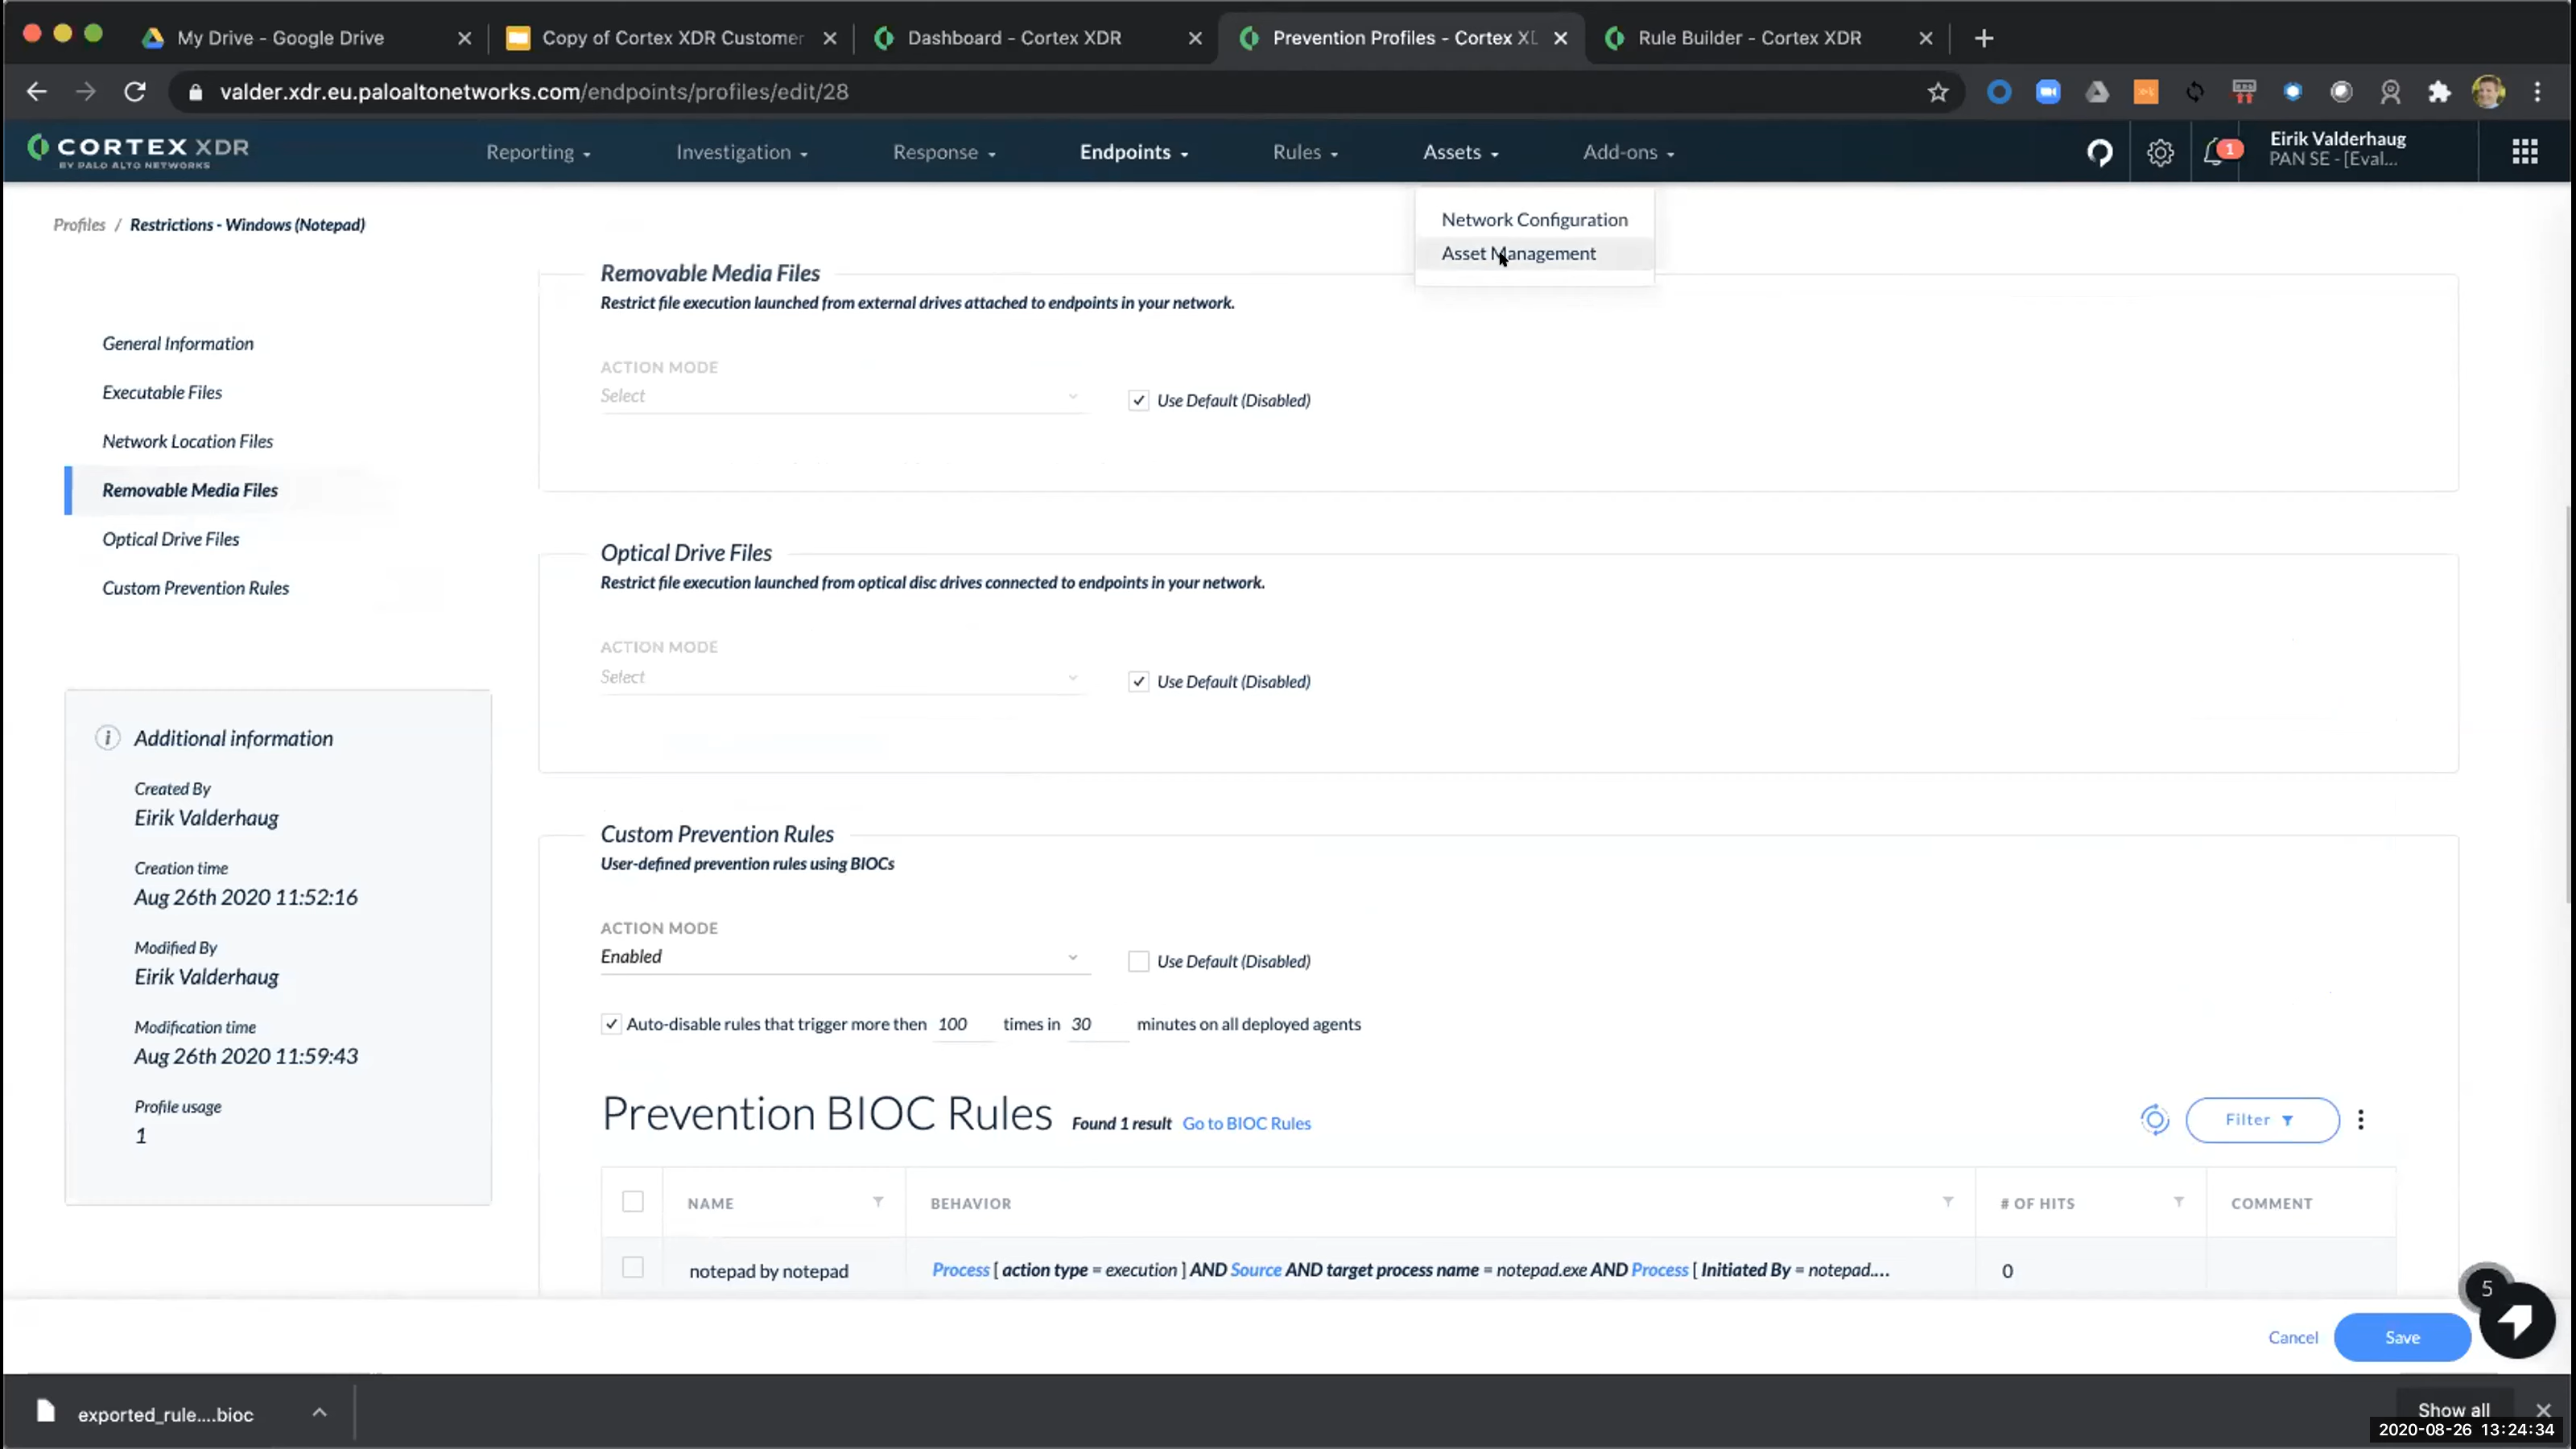 My Drive - Google Drive
Copy of Cortex XDR Customer
Dashboard - Cortex XDR
Prevention Profiles - Cortex XD
Rule Builder - Cortex XDR
valder.xdr.eu.paloaltonetworks.com/endpoints/profiles/edit/28
CORTEX XDR
BY PALO ALTO NETWORKS
Reporting
Investigation
Response
Endpoints
Rules
Assets
Add-ons
1
Eirik Valderhaug
PAN SE - [Eval...
Network Configuration
Asset Management
Profiles / Restrictions - Windows (Notepad)
General Information
Executable Files
Network Location Files
Removable Media Files
Optical Drive Files
Custom Prevention Rules
Additional information
Created By
Eirik Valderhaug
Creation time
Aug 26th 2020 11:52:16
Modified By
Eirik Valderhaug
Modification time
Aug 26th 2020 11:59:43
Profile usage
1
Removable Media Files
Restrict file execution launched from external drives attached to endpoints in your network.
ACTION MODE
Select
Use Default (Disabled)
Optical Drive Files
Restrict file execution launched from optical disc drives connected to endpoints in your network.
ACTION MODE
Select
Use Default (Disabled)
Custom Prevention Rules
User-defined prevention rules using BIOCs
ACTION MODE
Enabled
Use Default (Disabled)
Auto-disable rules that trigger more then 100 times in 30 minutes on all deployed agents
Prevention BIOC Rules Found 1 result Go to BIOC Rules
Filter
NAME BEHAVIOR # OF HITS COMMENT
notepad by notepad Process [ action type = execution ] AND Source AND target process name = notepad.exe AND Process [ Initiated By = notepad.... 0
5
Cancel
Save
exported_rule....bioc
Show all
2020-08-26 13:24:34